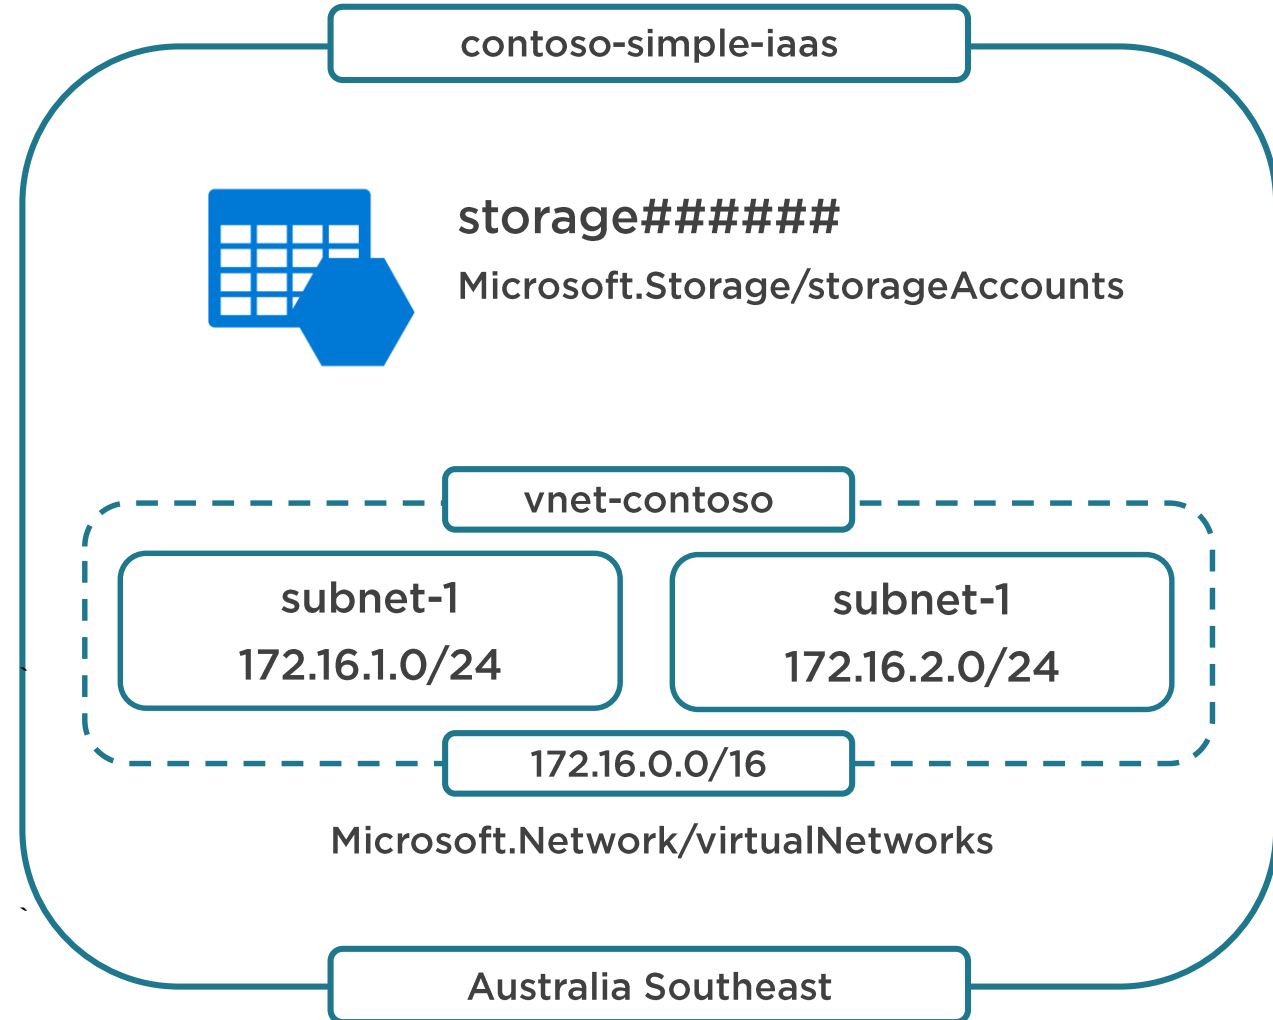 contoso-simple-iaas
storage######
Microsoft.Storage/storageAccounts
vnet-contoso
subnet-1
172.16.1.0/24
subnet-1
172.16.2.0/24
172.16.0.0/16
Microsoft.Network/virtualNetworks
`
`
Australia Southeast